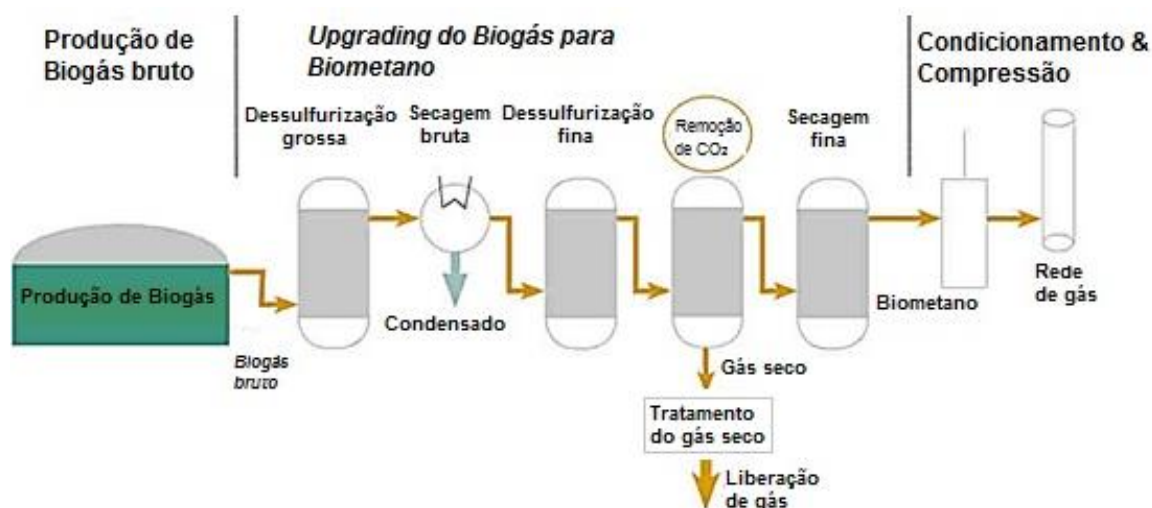 Produção de
Biogás bruto
Upgrading do Biogás para
Biometano
Condicionamento &
Compressão
Dessulfurização
grossa
Secagem
bruta
Dessulfurização
fina
Remoção
de CO₂
Secagem
fina
Produção de Biogás
Biogás
bruto
Condensado
Gás seco
Tratamento
do gás seco
Liberação
de gás
Biometano
Rede
de gás